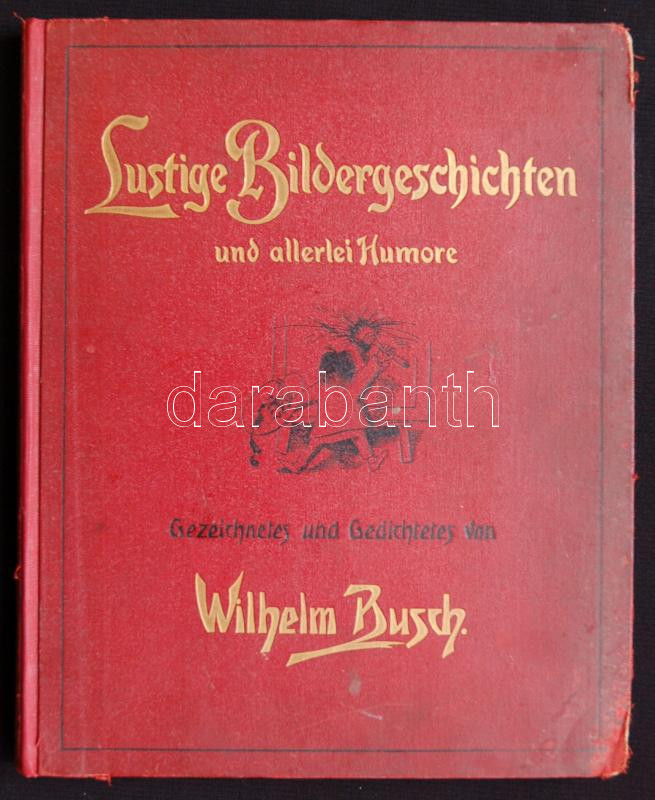 Lustige Bildergeschichten
und allerlei Humore
darabanth
Gezeichnetes und Gedichtetes von
Wilhelm Busch.